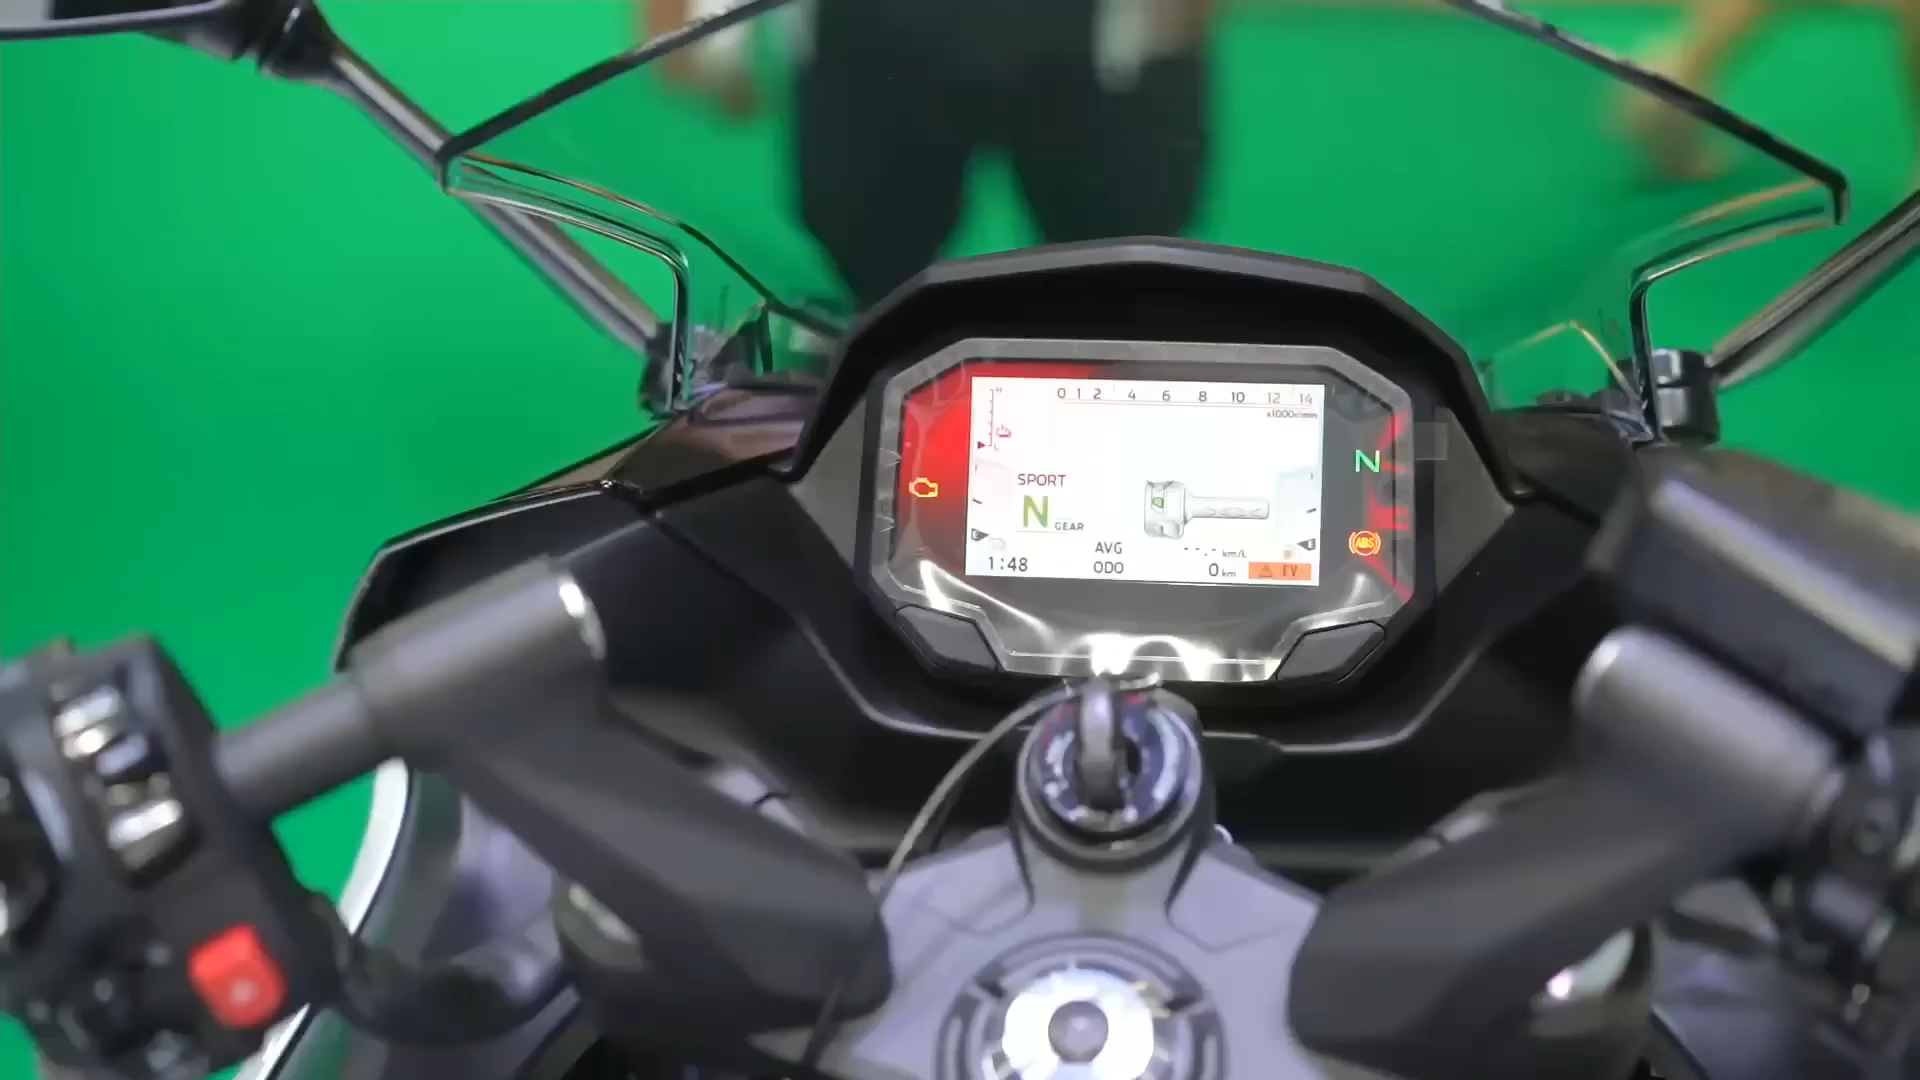 H
0 1 2 4 6 8 10 12 14
x1000r/min
C
SPORT
N
GEAR
N
E
E
ABS
1:48
AVG
--.- km/L
ODO
0 km
EV